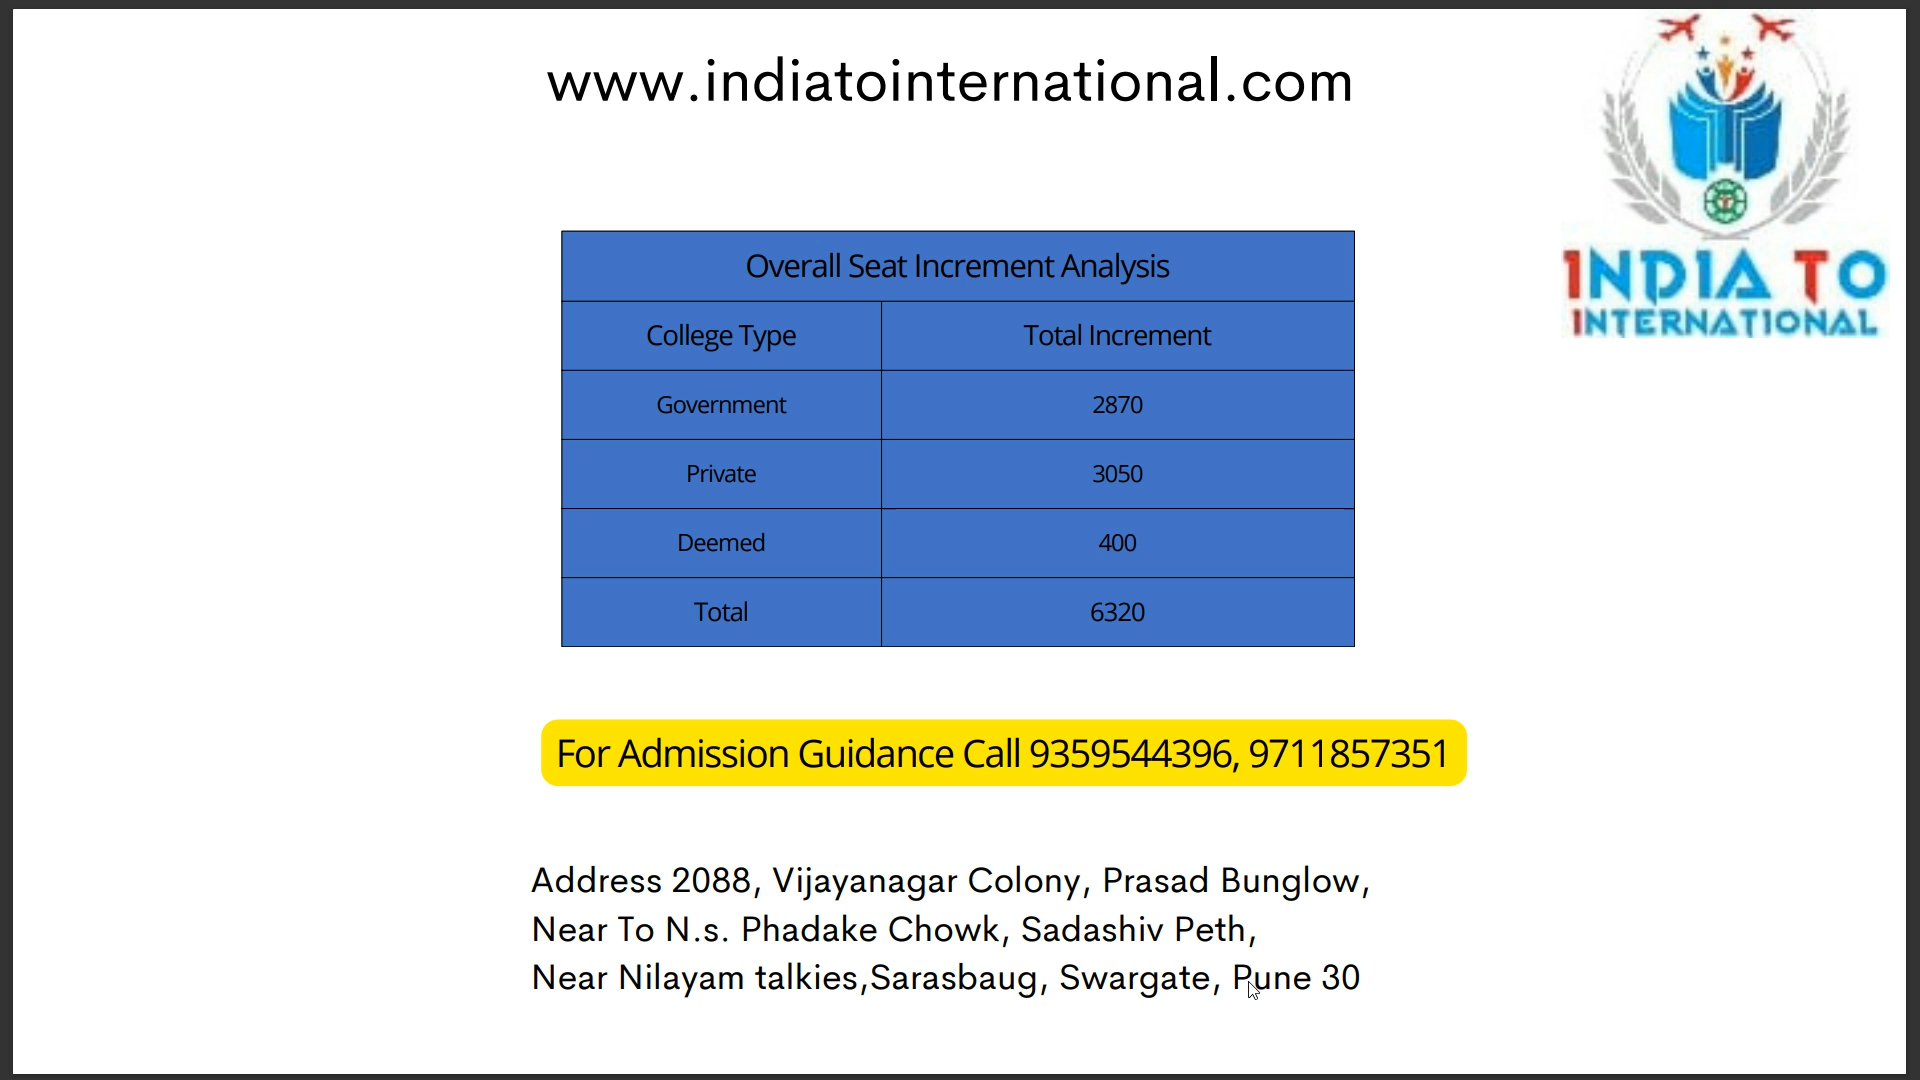 www.indiatointernational.com
INDIA TO
INTERNATIONAL
Overall Seat Increment Analysis
College Type Total Increment
Government 2870
Private 3050
Deemed 400
Total 6320
For Admission Guidance Call 9359544396, 9711857351
Address 2088, Vijayanagar Colony, Prasad Bunglow,
Near To N.s. Phadake Chowk, Sadashiv Peth,
Near Nilayam talkies,Sarasbaug, Swargate, Pune 30